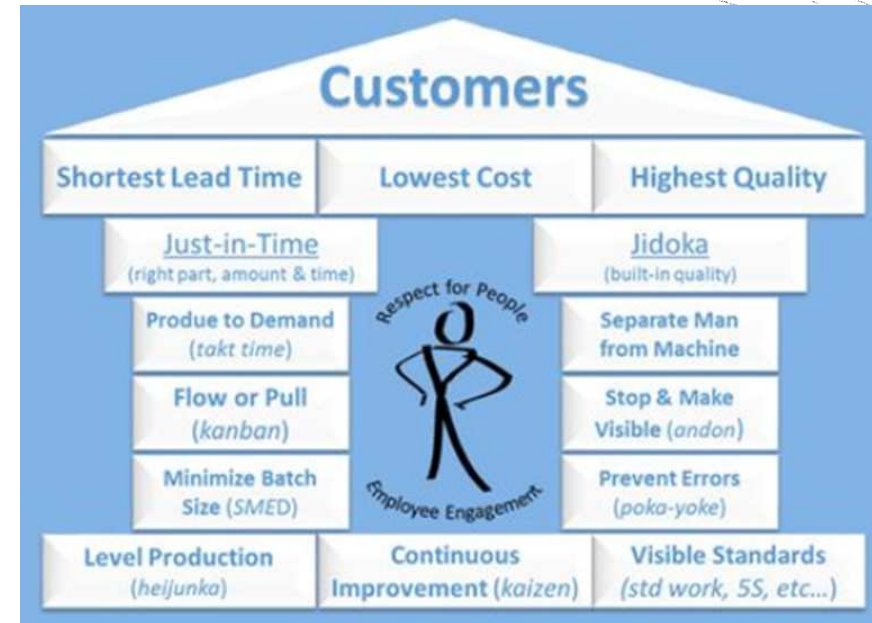 Customers
Shortest Lead Time
Lowest Cost
Highest Quality
Just-in-Time
(right part, amount & time)
Jidoka
(built-in quality)
Respect for People
Produe to Demand
(takt time)
Separate Man
from Machine
Flow or Pull
(kanban)
Stop & Make
Visible (andon)
Minimize Batch
Size (SMED)
Prevent Errors
(poka-yoke)
Employee Engagement
Level Production
(heijunka)
Continuous
Improvement (kaizen)
Visible Standards
(std work, 5S, etc...)